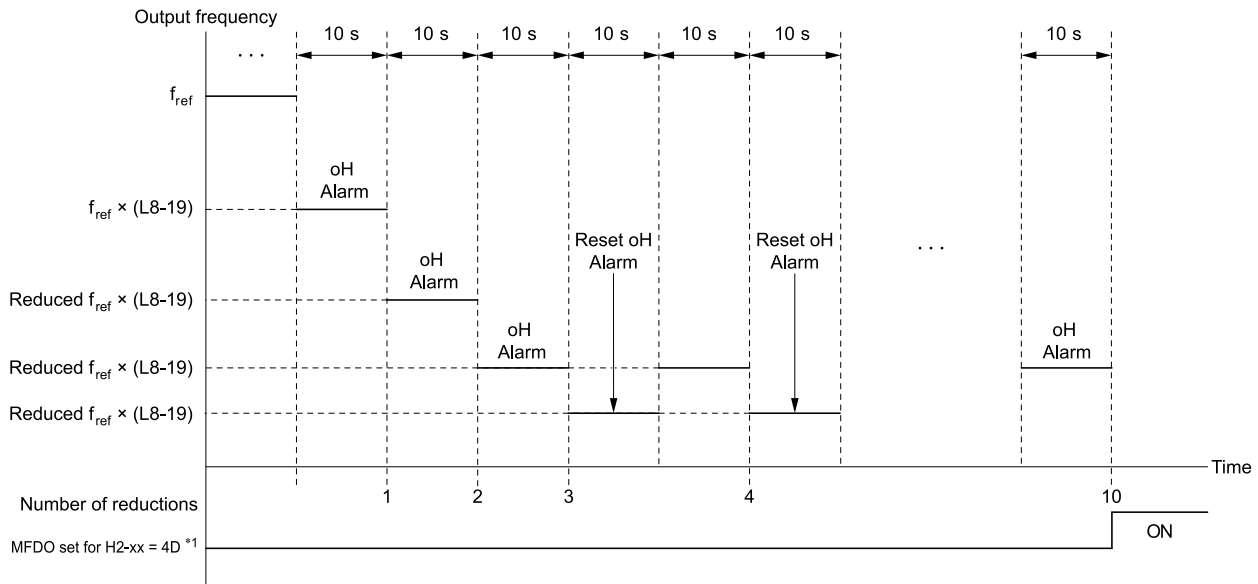 Output frequency
10 s 10 s 10 s 10 s 10 s 10 s 10 s
. . .
fref
oH
Alarm
fref × (L8-19)
Reset oH
Alarm
Reset oH
Alarm
. . .
oH
Alarm
Reduced fref × (L8-19)
oH
Alarm
oH
Alarm
Reduced fref × (L8-19)
Reduced fref × (L8-19)
Time
Number of reductions 1 2 3 4 10
MFDO set for H2-xx = 4D *1
ON